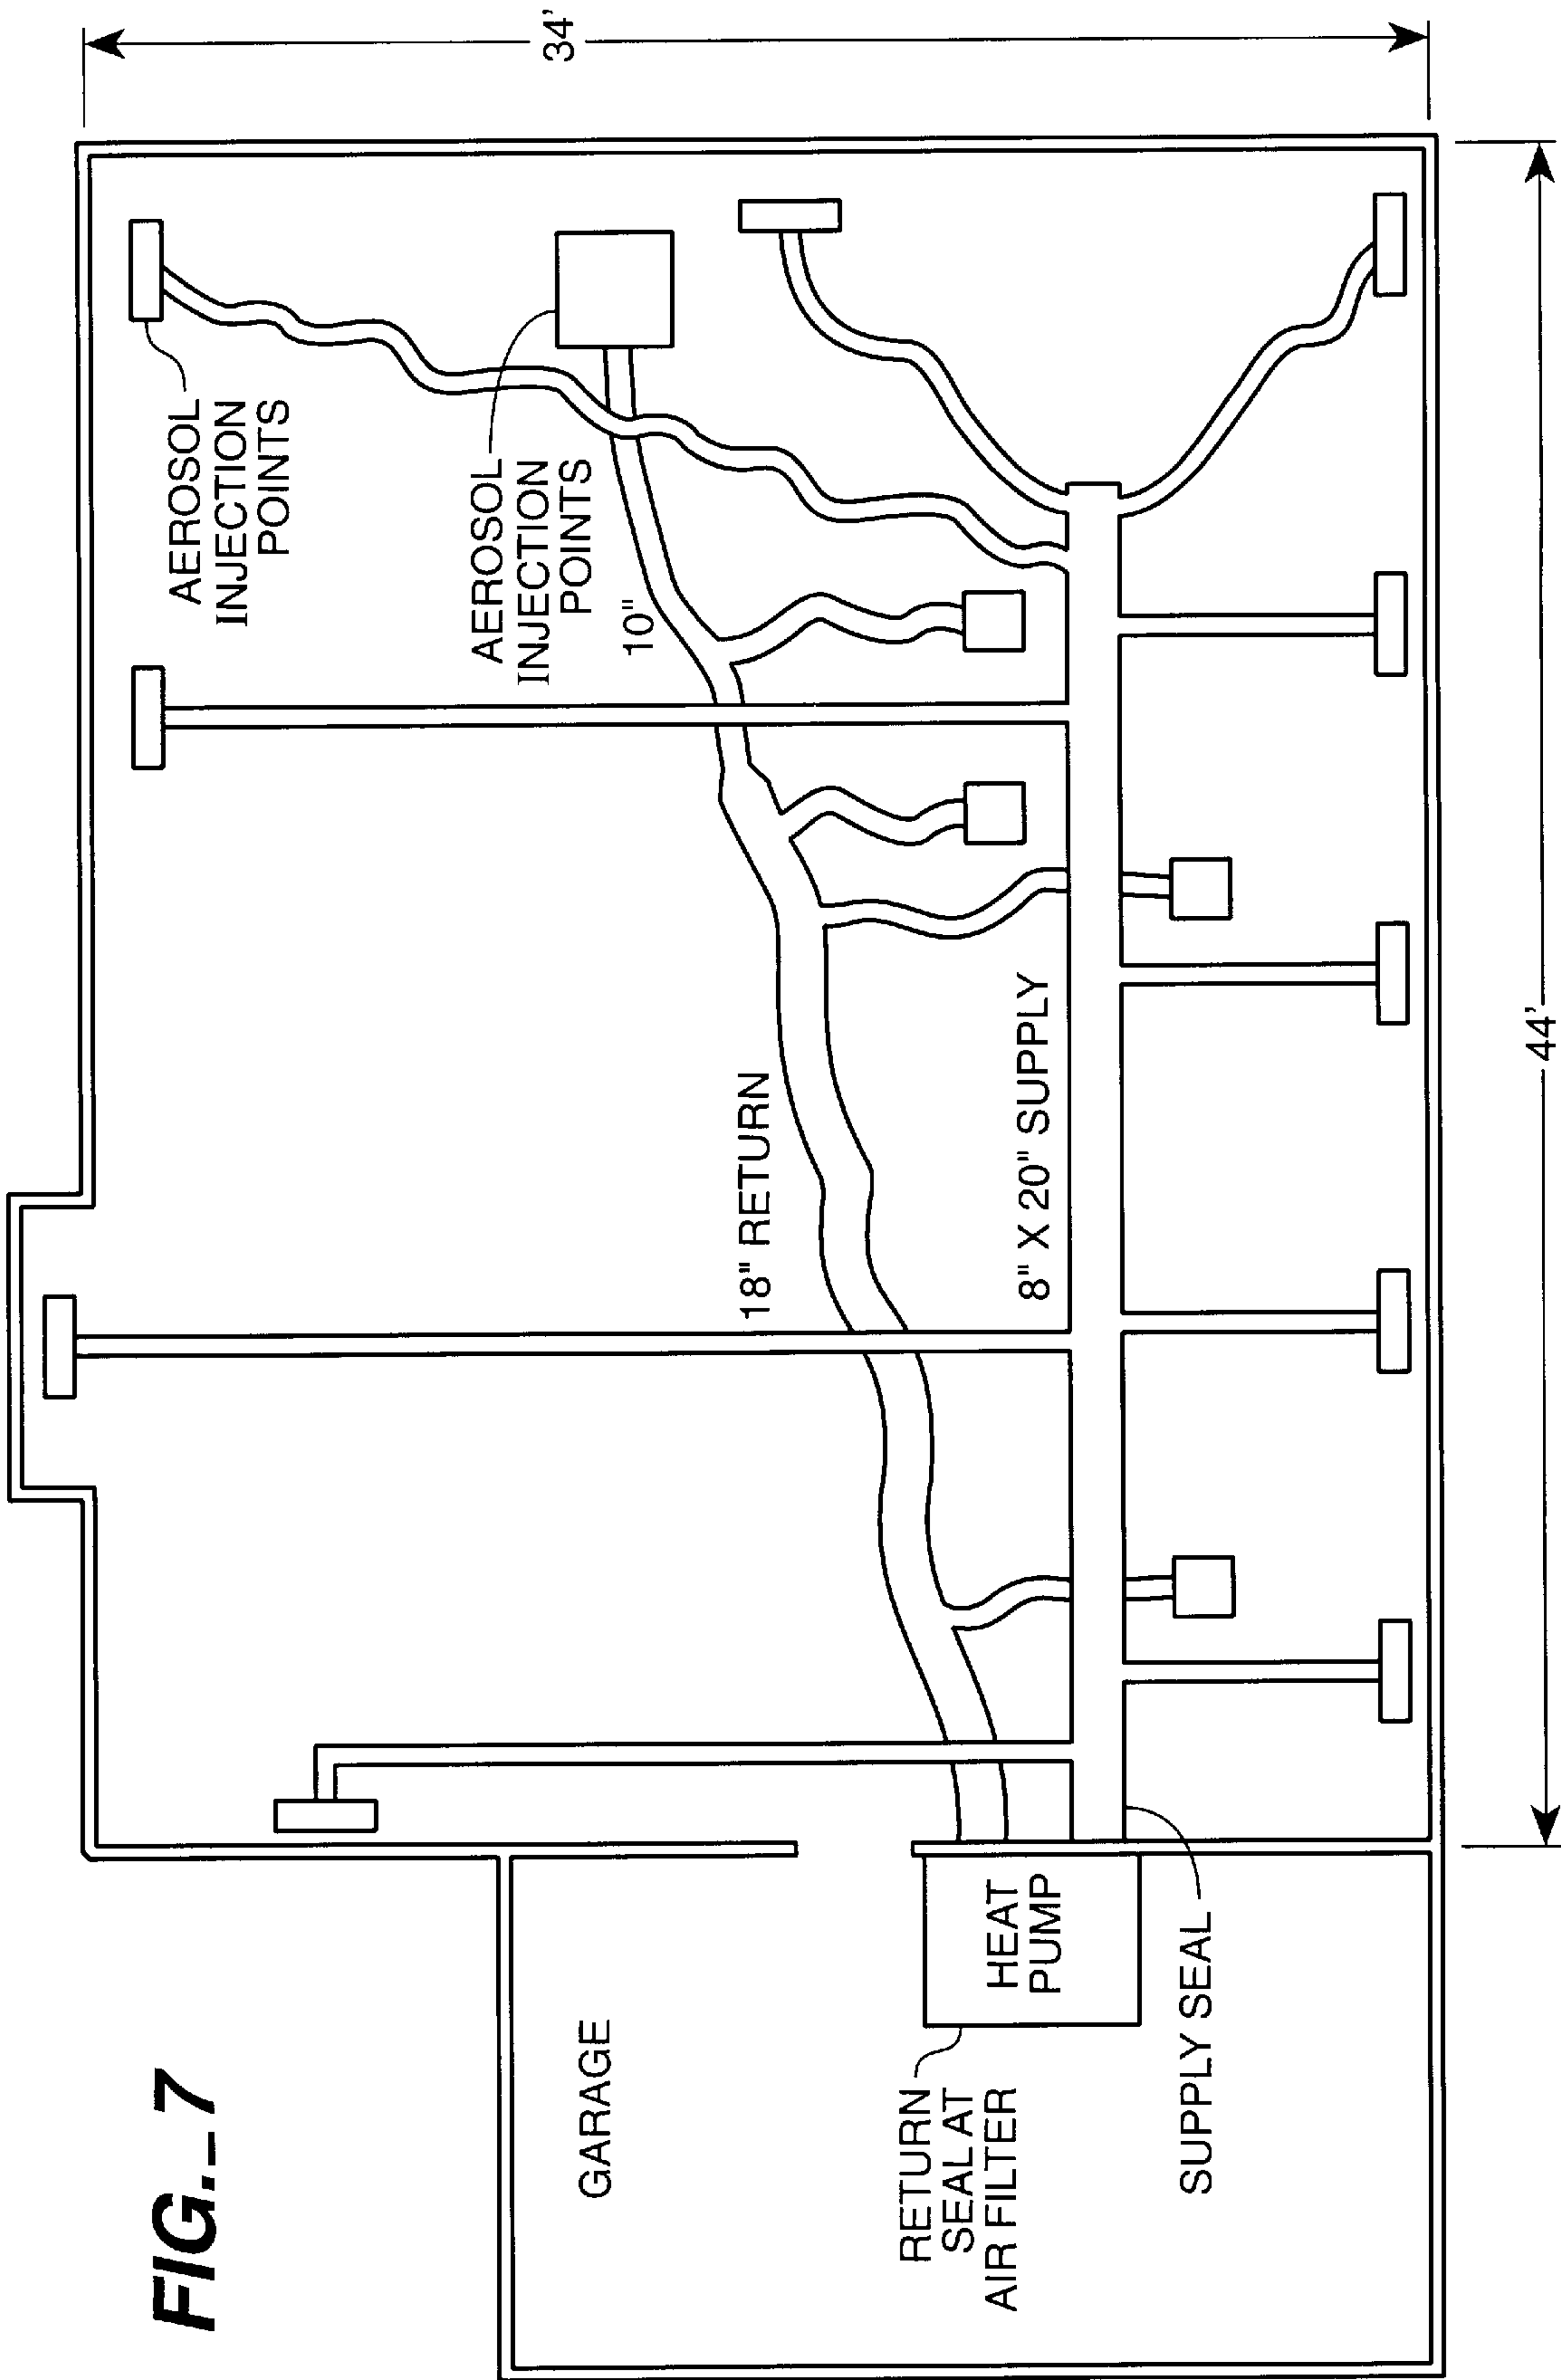 FIG._7
GARAGE
RETURN
SEAL AT
AIR FILTER
HEAT
PUMP
SUPPLY SEAL
18" RETURN
8" X 20" SUPPLY
AEROSOL
INJECTION
POINTS
AEROSOL
INJECTION
POINTS
10"
34'
44'